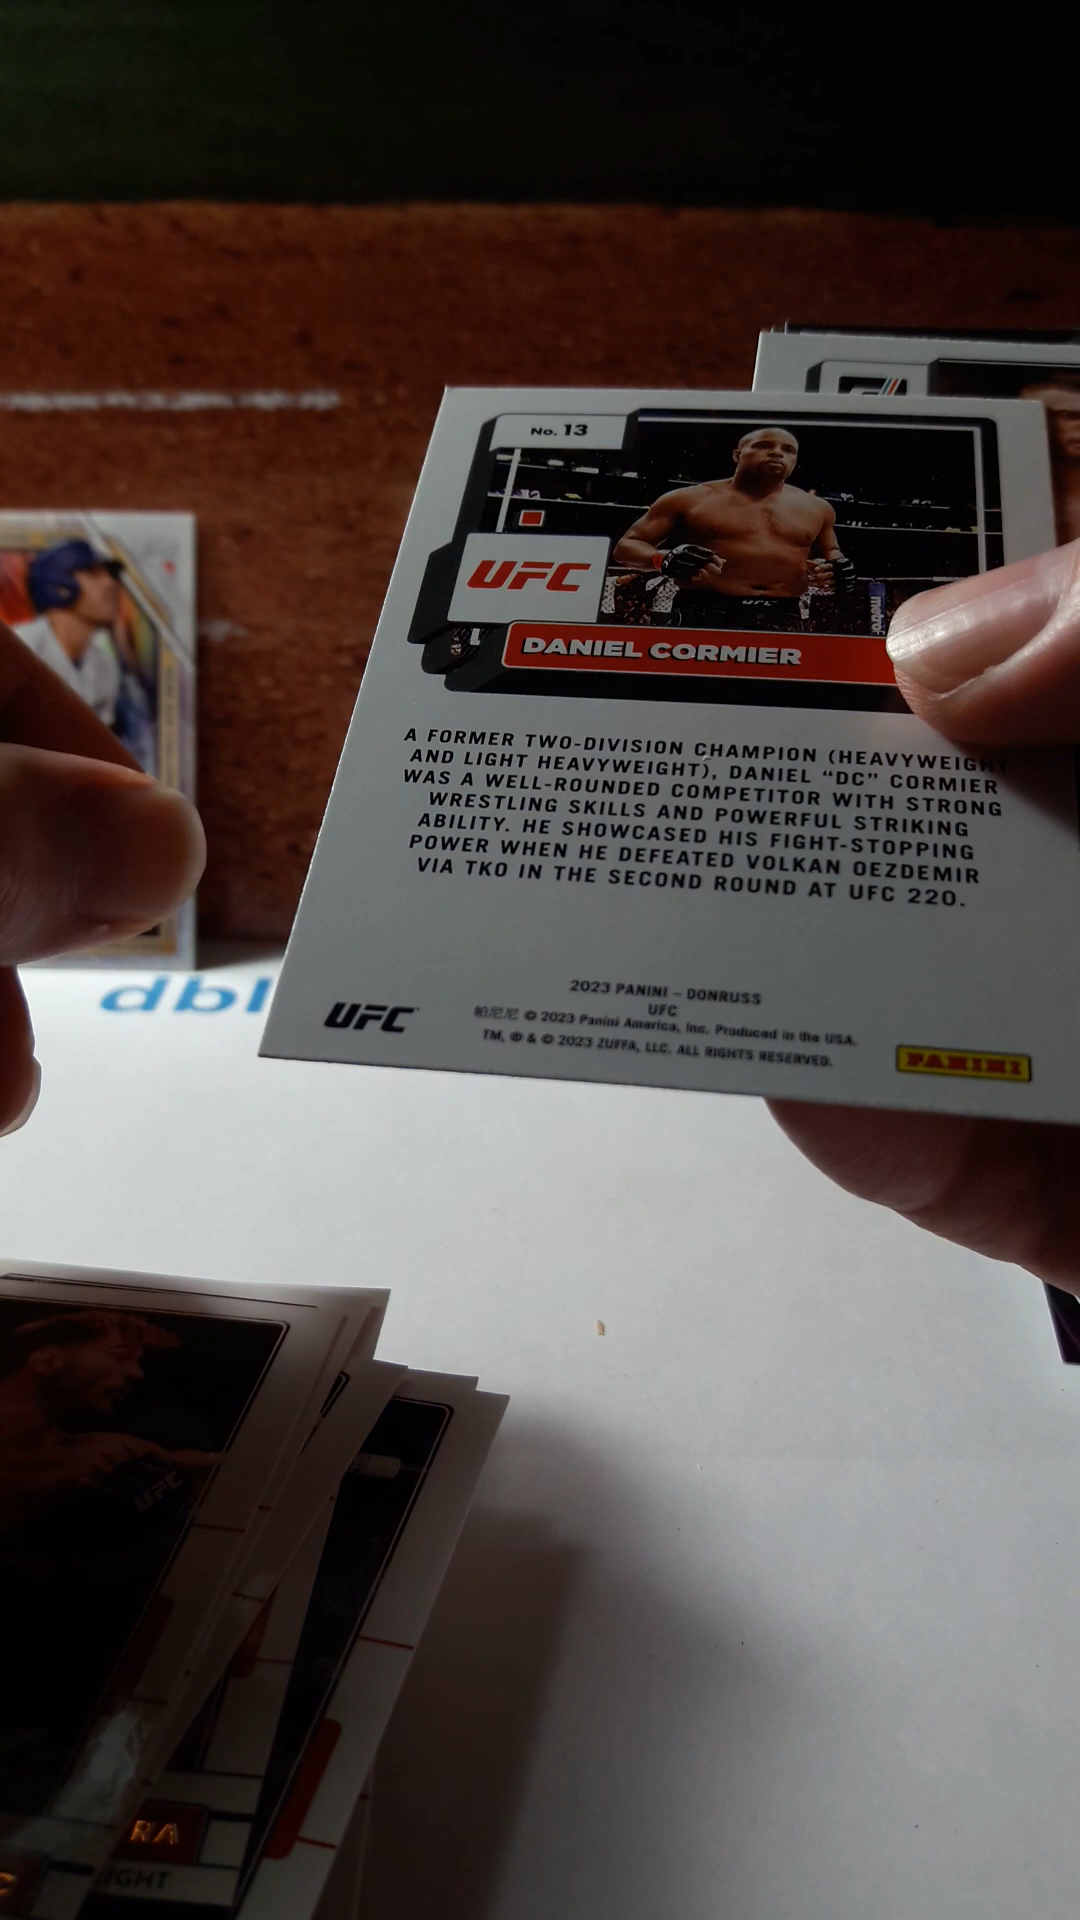 No. 13
UFC
DANIEL CORMIER
A FORMER TWO-DIVISION CHAMPION (HEAVYWEIGHT
AND LIGHT HEAVYWEIGHT), DANIEL "DC" CORMIER
WAS A WELL-ROUNDED COMPETITOR WITH STRONG
WRESTLING SKILLS AND POWERFUL STRIKING
ABILITY. HE SHOWCASED HIS FIGHT-STOPPING
POWER WHEN HE DEFEATED VOLKAN OEZDEMIR
VIA TKO IN THE SECOND ROUND AT UFC 220.
2023 PANINI – DONRUSS
UFC
帕尼尼 © 2023 Panini America, Inc. Produced in the USA.
TM, ® & © 2023 ZUFFA, LLC. ALL RIGHTS RESERVED.
UFC
PANINI
dbl
UFC
RA
IGHT
C